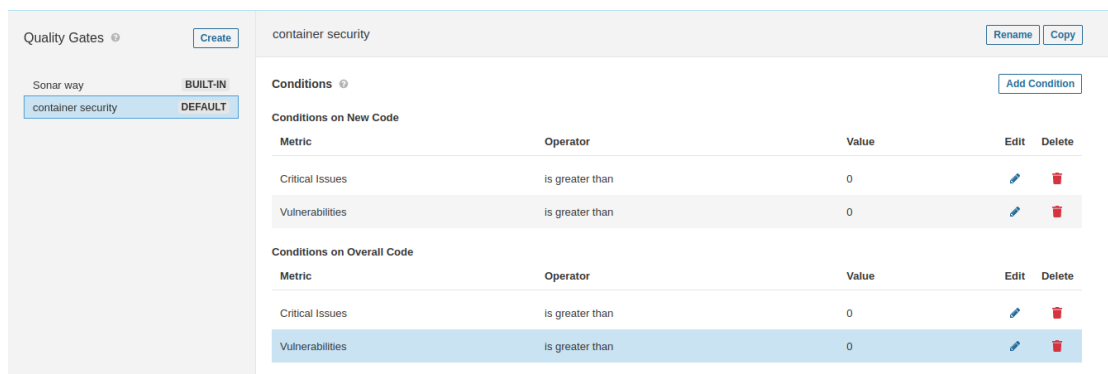 Quality Gates
Create
Sonar way BUILT-IN
container security DEFAULT
container security
Rename Copy
Conditions
Add Condition
Conditions on New Code
Metric Operator Value Edit Delete
Critical Issues is greater than 0
Vulnerabilities is greater than 0
Conditions on Overall Code
Metric Operator Value Edit Delete
Critical Issues is greater than 0
Vulnerabilities is greater than 0